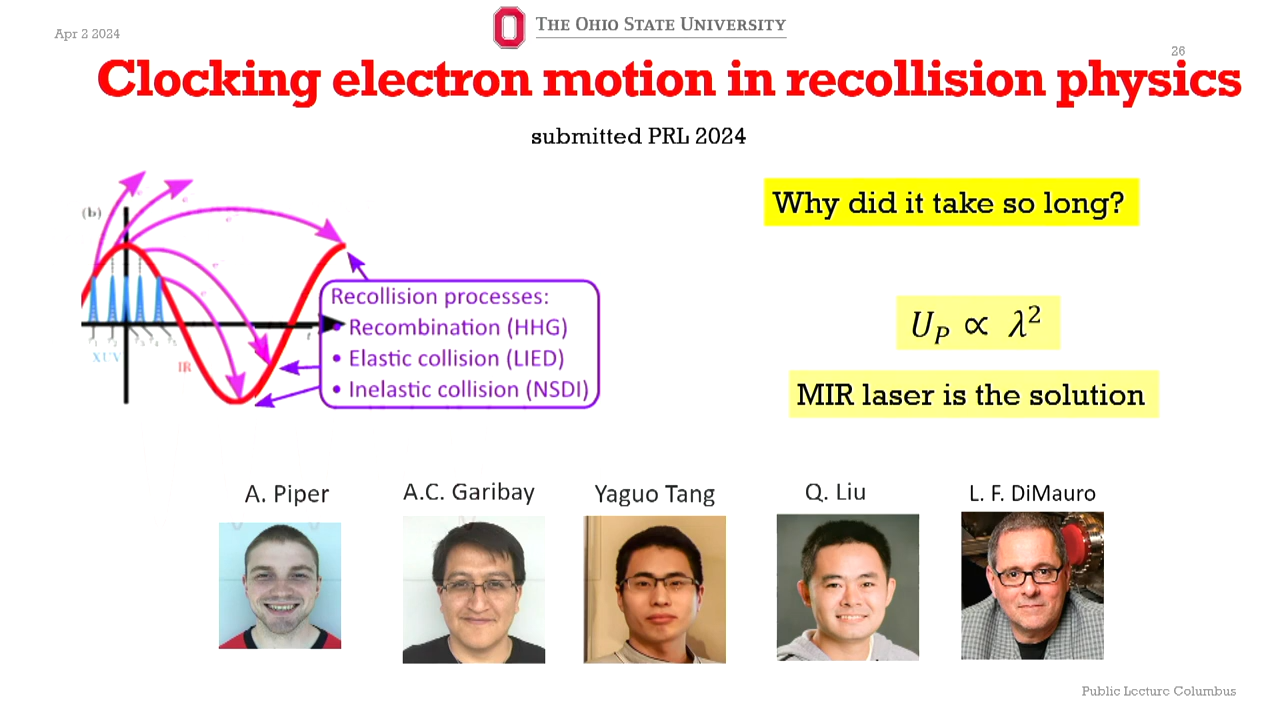 Apr 2 2024
THE OHIO STATE UNIVERSITY
26
Clocking electron motion in recollision physics
submitted PRL 2024
Why did it take so long?
(b)
Recollision processes:
• Recombination (HHG)
• Elastic collision (LIED)
• Inelastic collision (NSDI)
XUV
IR
t
U_P ∝ λ²
MIR laser is the solution
A. Piper
A.C. Garibay
Yaguo Tang
Q. Liu
L. F. DiMauro
Public Lecture Columbus